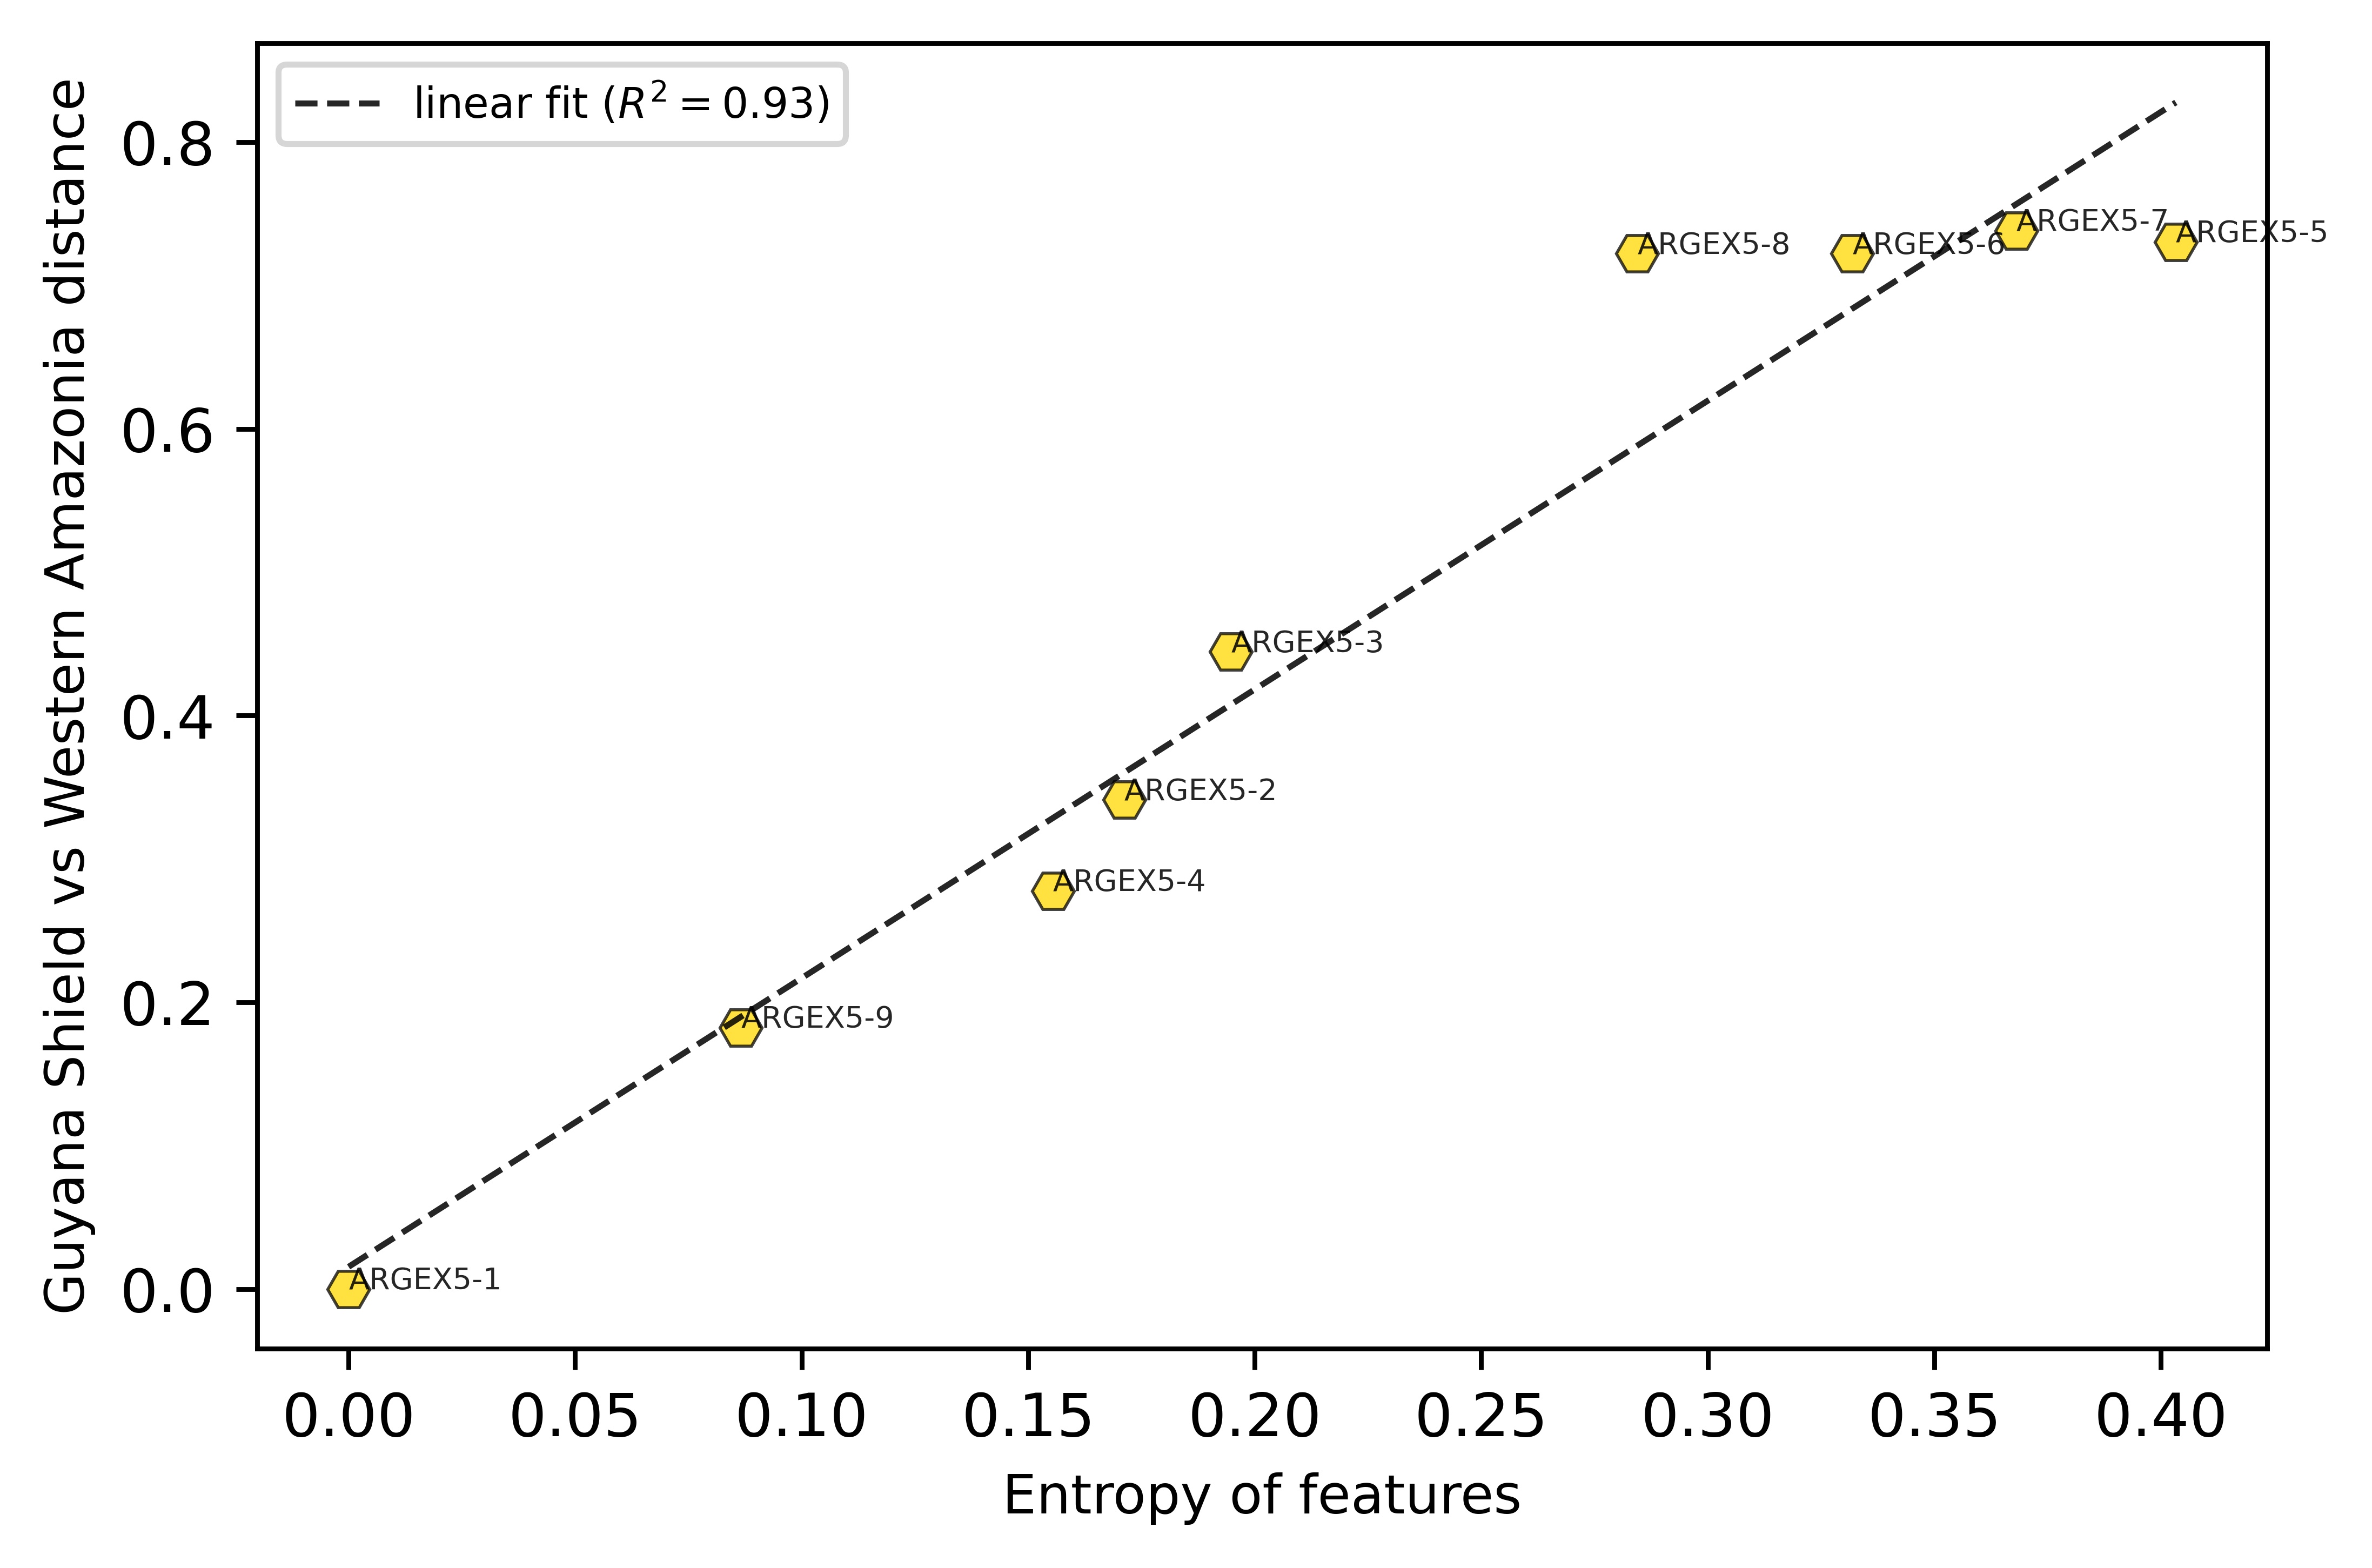 linear fit (R² = 0.93)
Guyana Shield vs Western Amazonia distance
0.8
0.6
0.4
0.2
0.0
ARGEX5-7
ARGEX5-5
ARGEX5-8
ARGEX5-6
ARGEX5-3
ARGEX5-2
ARGEX5-4
ARGEX5-9
ARGEX5-1
0.00 0.05 0.10 0.15 0.20 0.25 0.30 0.35 0.40
Entropy of features